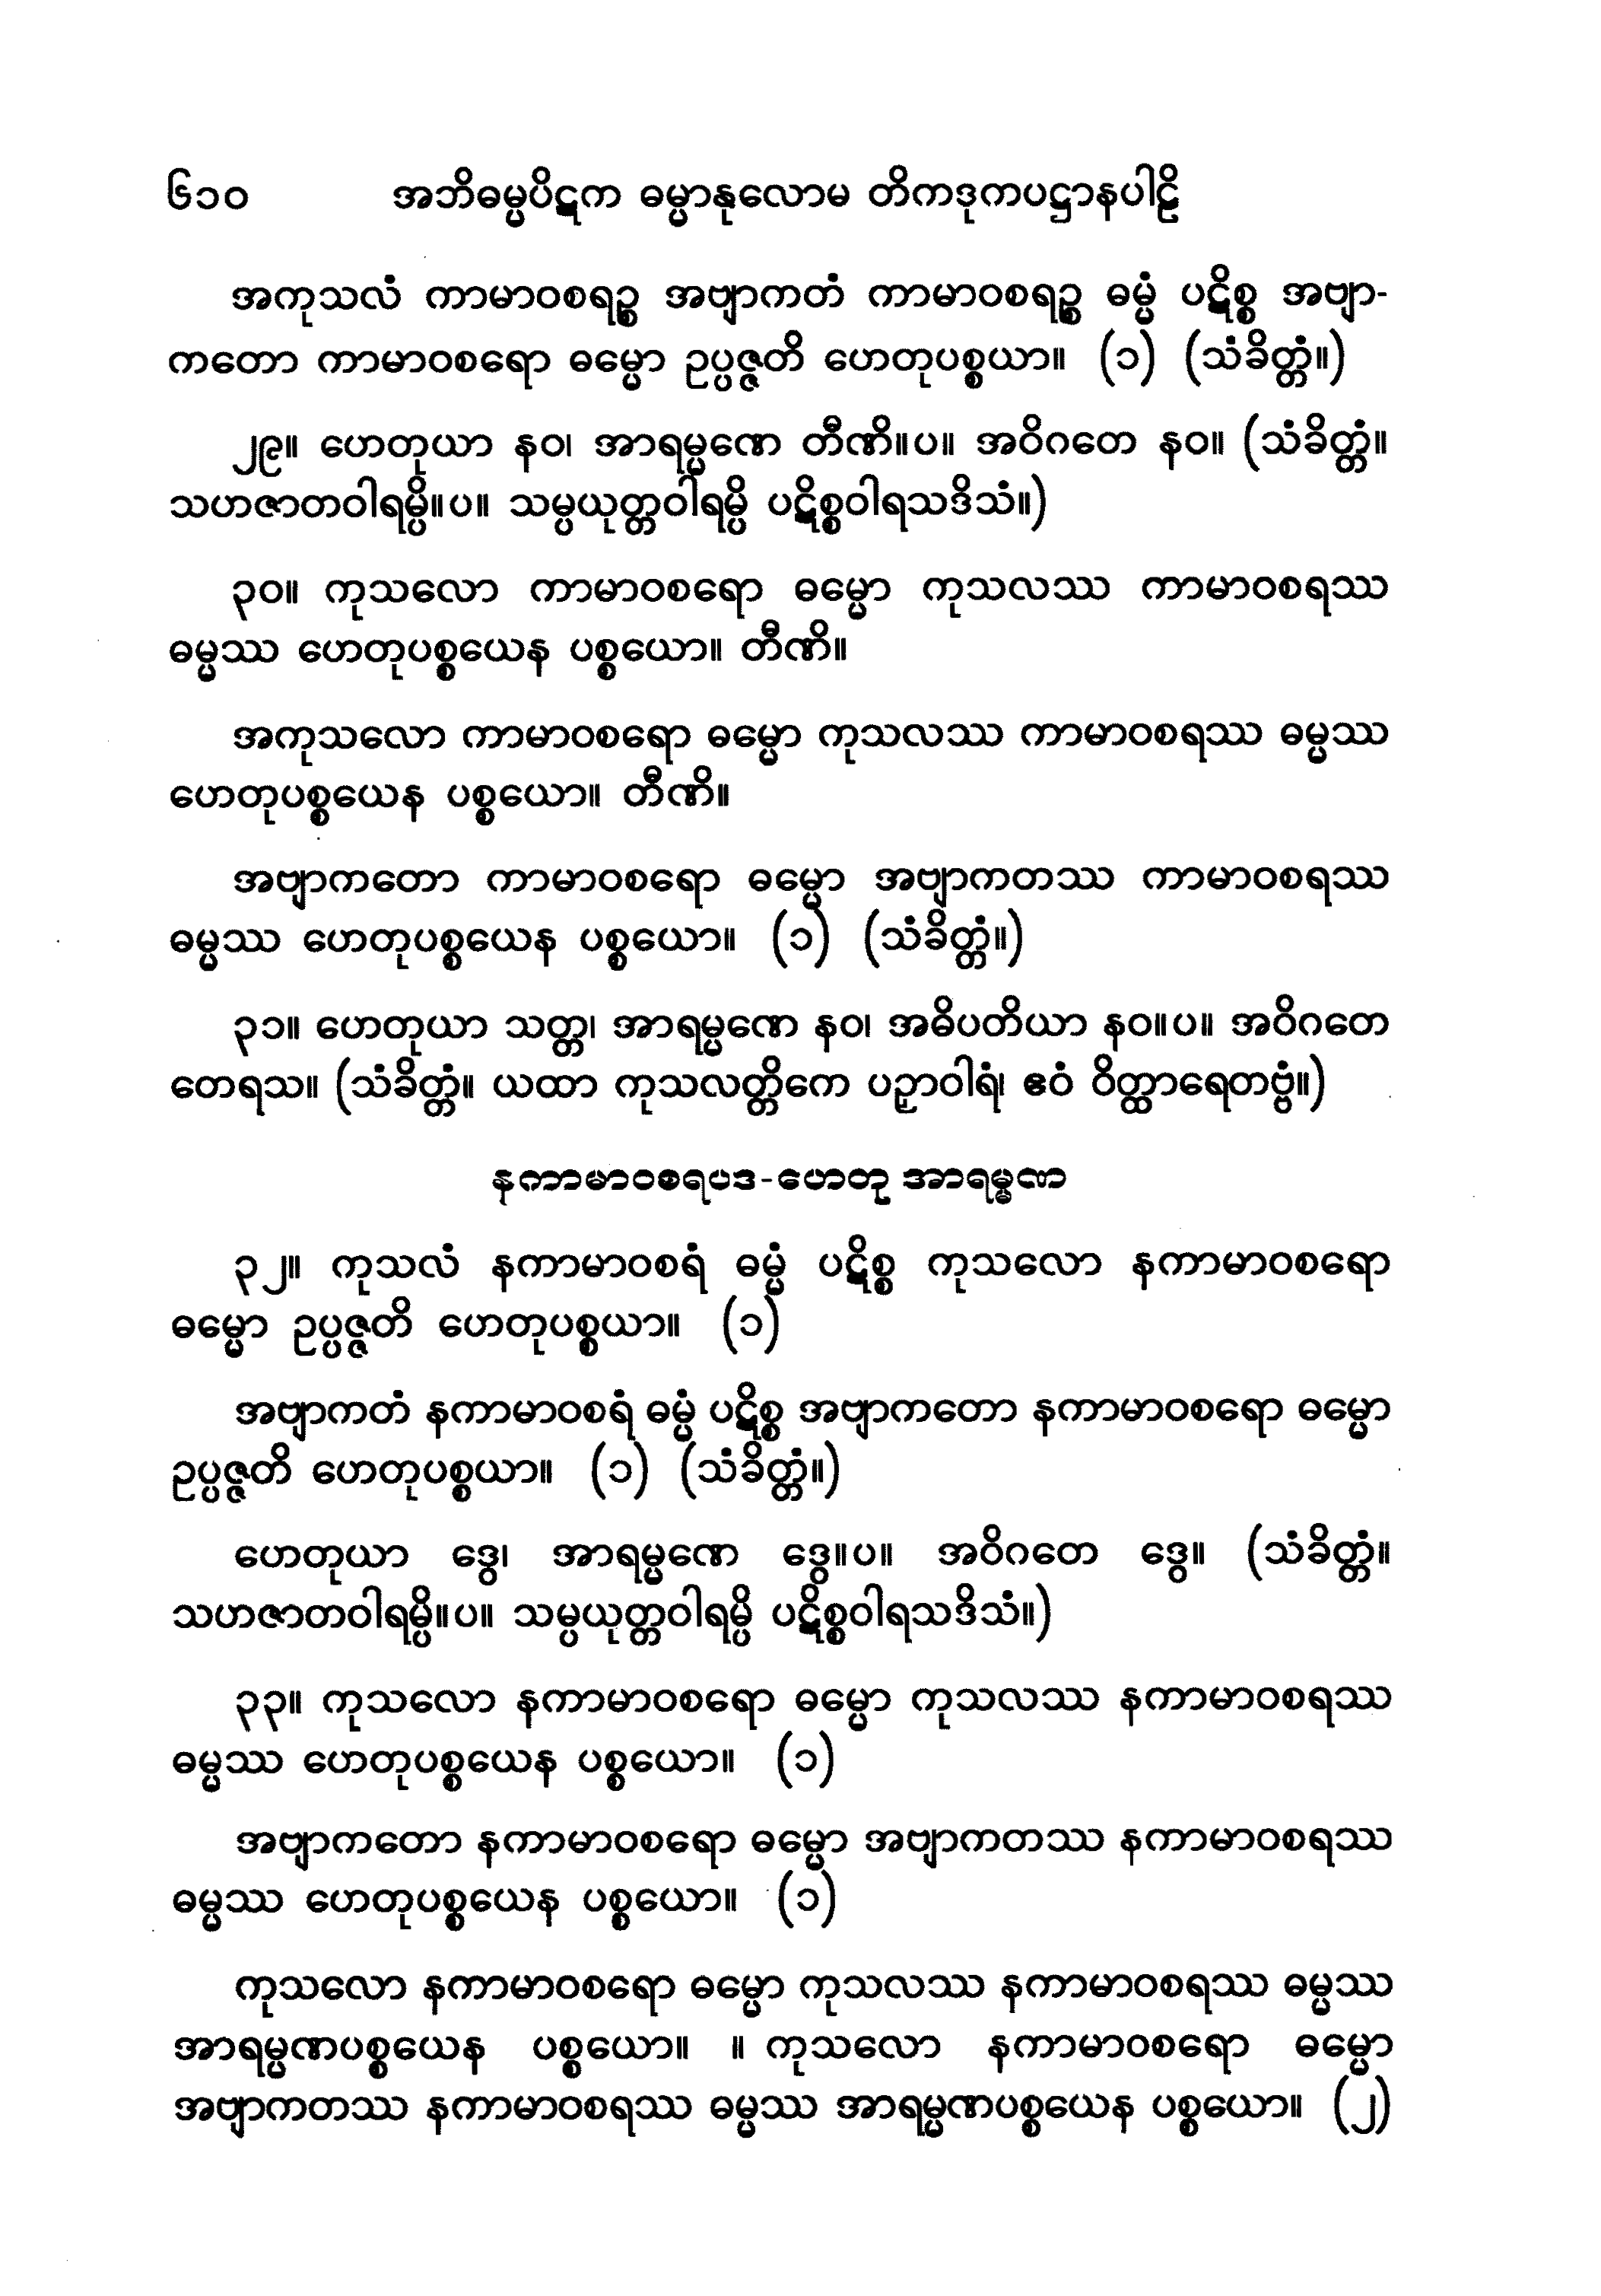 ၆၁၀ အဘိဓမ္မပိဋက ဓမ္မာနုလောမ တိကဒုကပဋ္ဌာနပါဠိ
အကုသလံ ကာမာဝစရဉ္စ အဗျာကတံ ကာမာဝစရဉ္စ ဓမ္မံ ပဋိစ္စ အဗျာ-
ကတော ကာမာဝစရော ဓမ္မော ဥပ္ပဇ္ဇတိ ဟေတုပစ္စယာ။ (၁) (သံခိတ္တံ။)
၂၉။ ဟေတုယာ နဝ၊ အာရမ္မဏေ တီဏိ။ပ။ အဝိဂတေ နဝ။ (သံခိတ္တံ။
သဟဇာတဝါရမ္ပိ။ပ။ သမ္ပယုတ္တဝါရမ္ပိ ပဋိစ္စဝါရသဒိသံ။)
၃၀။ ကုသလော ကာမာဝစရော ဓမ္မော ကုသလဿ ကာမာဝစရဿ
ဓမ္မဿ ဟေတုပစ္စယေန ပစ္စယော။ တီဏိ။
အကုသလော ကာမာဝစရော ဓမ္မော ကုသလဿ ကာမာဝစရဿ ဓမ္မဿ
ဟေတုပစ္စယေန ပစ္စယော။ တီဏိ။
အဗျာကတော ကာမာဝစရော ဓမ္မော အဗျာကတဿ ကာမာဝစရဿ
ဓမ္မဿ ဟေတုပစ္စယေန ပစ္စယော။ (၁) (သံခိတ္တံ။)
၃၁။ ဟေတုယာ သတ္တ၊ အာရမ္မဏေ နဝ၊ အဓိပတိယာ နဝ။ပ။ အဝိဂတေ
တေရသ။ (သံခိတ္တံ။ ယထာ ကုသလတ္တိကေ ပဉှာဝါရံ၊ ဧဝံ ဝိတ္ထာရေတဗ္ဗံ။)
နကာမာဝစရပဒ-ဟေတု အာရမ္မဏ
၃၂။ ကုသလံ နကာမာဝစရံ ဓမ္မံ ပဋိစ္စ ကုသလော နကာမာဝစရော
ဓမ္မော ဥပ္ပဇ္ဇတိ ဟေတုပစ္စယာ။ (၁)
အဗျာကတံ နကာမာဝစရံ ဓမ္မံ ပဋိစ္စ အဗျာကတော နကာမာဝစရော ဓမ္မော
ဥပ္ပဇ္ဇတိ ဟေတုပစ္စယာ။ (၁) (သံခိတ္တံ။)
ဟေတုယာ ဒွေ၊ အာရမ္မဏေ ဒွေ။ပ။ အဝိဂတေ ဒွေ။ (သံခိတ္တံ။
သဟဇာတဝါရမ္ပိ။ပ။ သမ္ပယုတ္တဝါရမ္ပိ ပဋိစ္စဝါရသဒိသံ။)
၃၃။ ကုသလော နကာမာဝစရော ဓမ္မော ကုသလဿ နကာမာဝစရဿ
ဓမ္မဿ ဟေတုပစ္စယေန ပစ္စယော။ (၁)
အဗျာကတော နကာမာဝစရော ဓမ္မော အဗျာကတဿ နကာမာဝစရဿ
ဓမ္မဿ ဟေတုပစ္စယေန ပစ္စယော။ (၁)
ကုသလော နကာမာဝစရော ဓမ္မော ကုသလဿ နကာမာဝစရဿ ဓမ္မဿ
အာရမ္မဏပစ္စယေန ပစ္စယော။ ။ ကုသလော နကာမာဝစရော ဓမ္မော
အဗျာကတဿ နကာမာဝစရဿ ဓမ္မဿ အာရမ္မဏပစ္စယေန ပစ္စယော။ (၂)